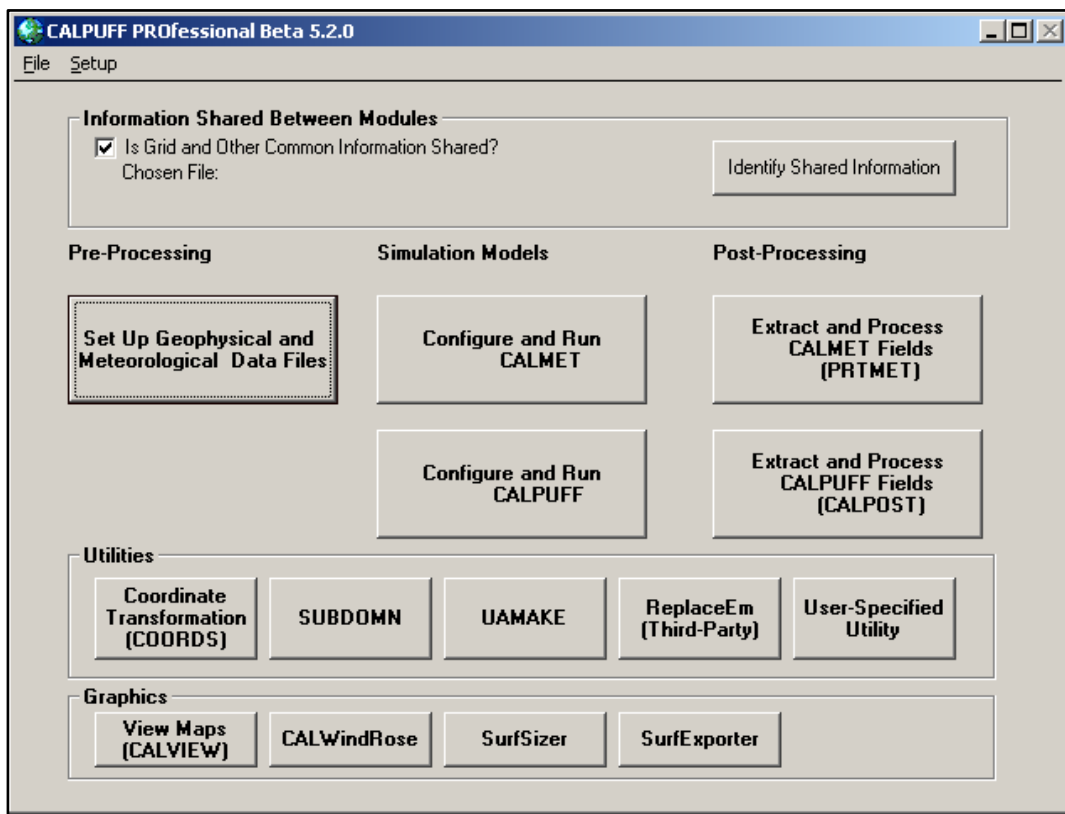 CALPUFF PROfessional Beta 5.2.0
File Setup
Information Shared Between Modules
Is Grid and Other Common Information Shared?
Chosen File:
Identify Shared Information
Pre-Processing
Simulation Models
Post-Processing
Set Up Geophysical and
Meteorological Data Files
Configure and Run
CALMET
Extract and Process
CALMET Fields
(PRTMET)
Configure and Run
CALPUFF
Extract and Process
CALPUFF Fields
(CALPOST)
Utilities
Coordinate
Transformation
(COORDS)
SUBDOMN
UAMAKE
ReplaceEm
(Third-Party)
User-Specified
Utility
Graphics
View Maps
(CALVIEW)
CALWindRose
SurfSizer
SurfExporter